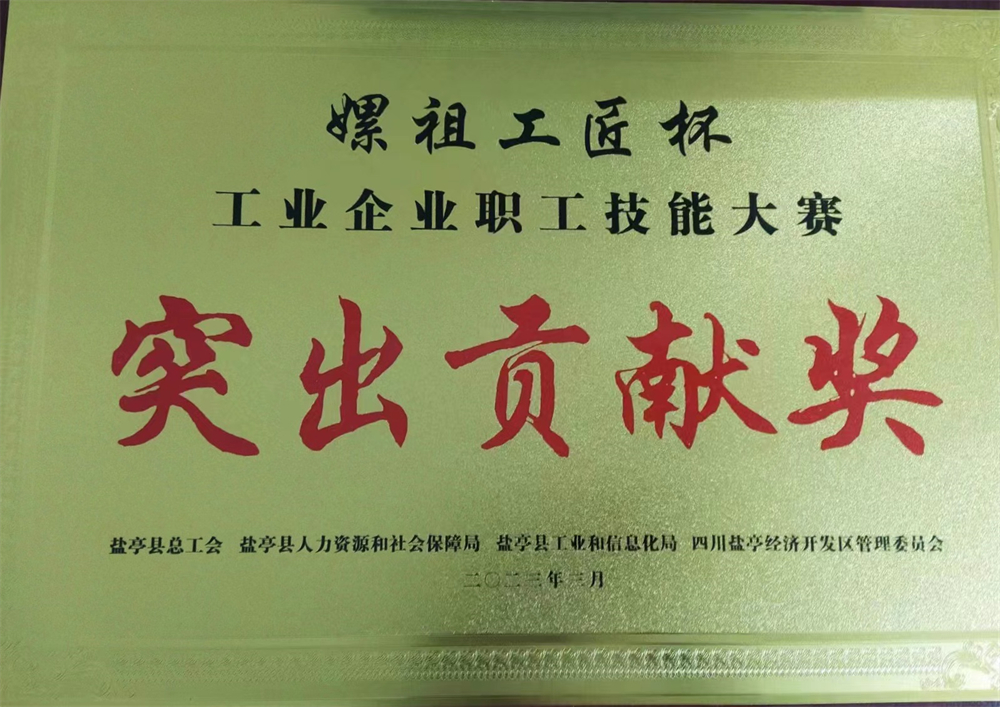 嫘祖工匠杯
工业企业职工技能大赛
突出贡献奖
盐亭县总工会 盐亭县人力资源和社会保障局 盐亭县工业和信息化局 四川盐亭经济开发区管理委员会
二〇二三年三月